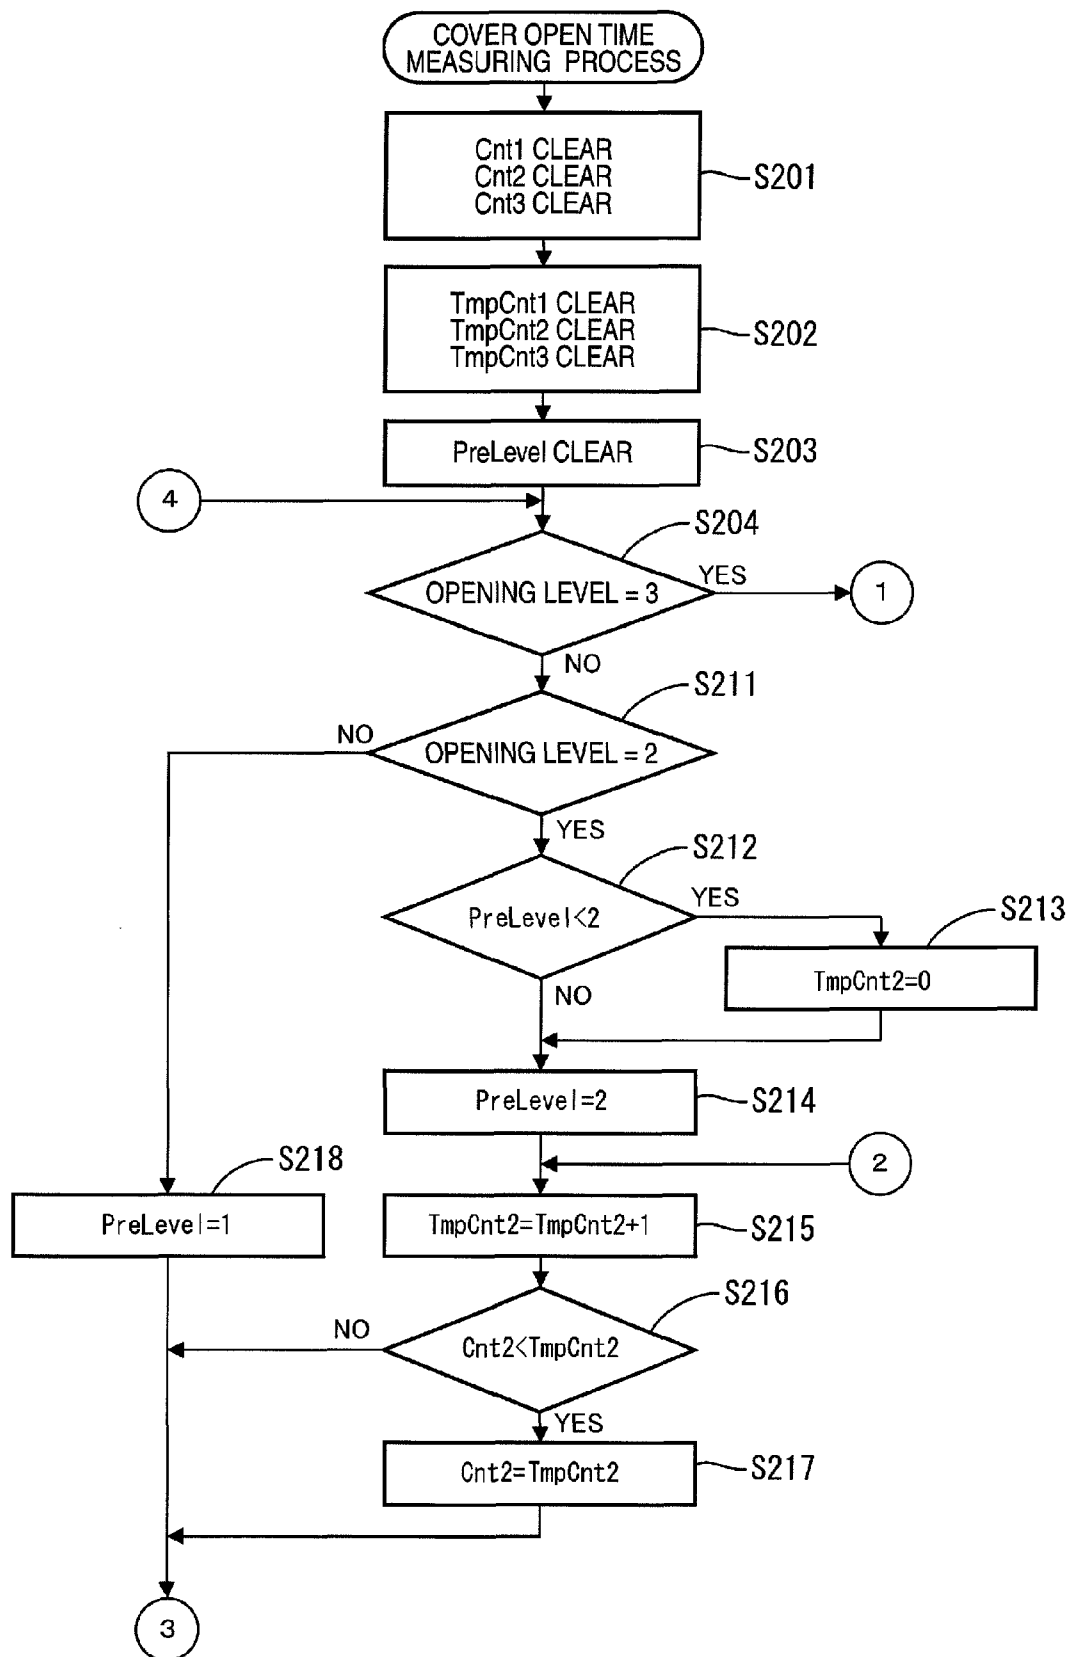 COVER OPEN TIME
MEASURING PROCESS
Cnt1 CLEAR
Cnt2 CLEAR
Cnt3 CLEAR
S201
TmpCnt1 CLEAR
TmpCnt2 CLEAR
TmpCnt3 CLEAR
S202
PreLevel CLEAR
S203
4
S204
OPENING LEVEL = 3
YES
1
NO
S211
NO
OPENING LEVEL = 2
YES
S212
PreLevel<2
YES
S213
TmpCnt2=0
NO
PreLevel=2
S214
2
S218
PreLevel=1
TmpCnt2=TmpCnt2+1
S215
S216
NO
Cnt2<TmpCnt2
YES
Cnt2=TmpCnt2
S217
3